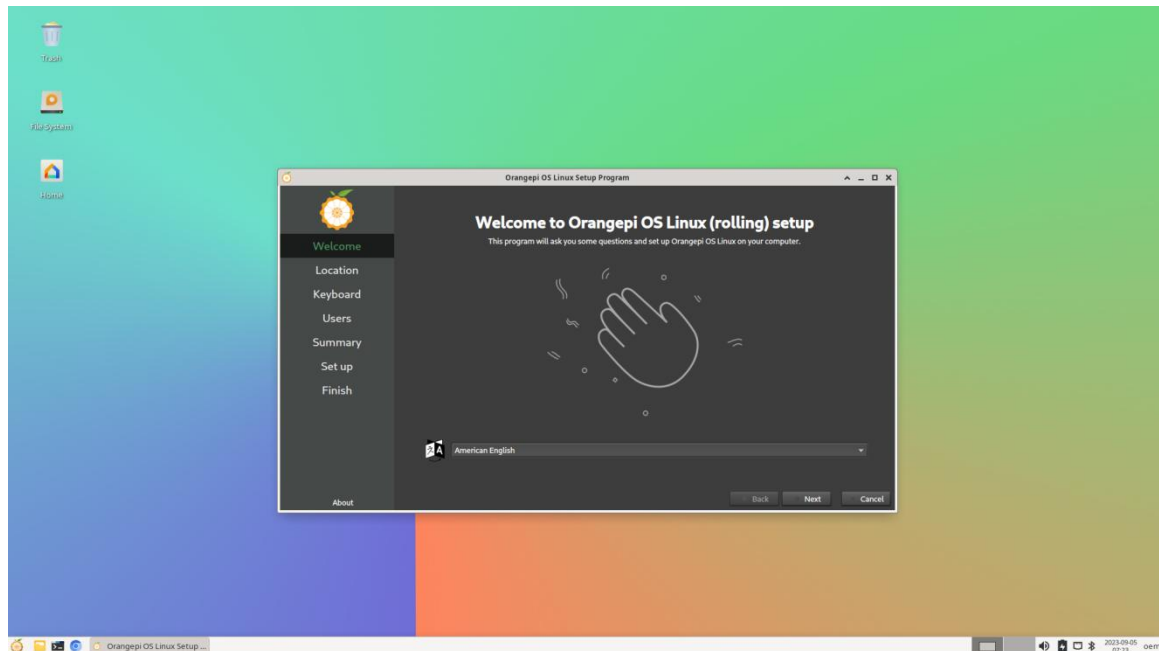 Trash
File System
Home
Orangepi OS Linux Setup Program
Welcome
Location
Keyboard
Users
Summary
Set up
Finish
About
Welcome to Orangepi OS Linux (rolling) setup
This program will ask you some questions and set up Orangepi OS Linux on your computer.
American English
Back
Next
Cancel
Orangepi OS Linux Setup ...
2023-09-05
07:23
oem